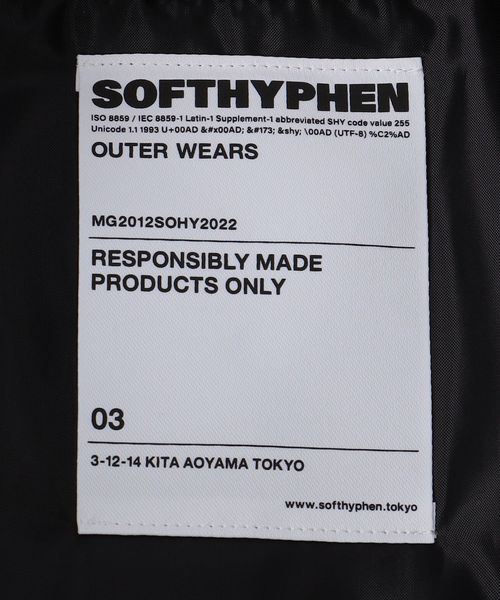 SOFTHYPHEN
ISO 8859 / IEC 8859-1 Latin-1 Supplement-1 abbreviated SHY code value 255
Unicode 1.1 1993 U+00AD &#x00AD; &#173; &shy; \00AD (UTF-8) %C2%AD
OUTER WEARS
MG2012SOHY2022
RESPONSIBLY MADE
PRODUCTS ONLY
03
3-12-14 KITA AOYAMA TOKYO
www.softhyphen.tokyo